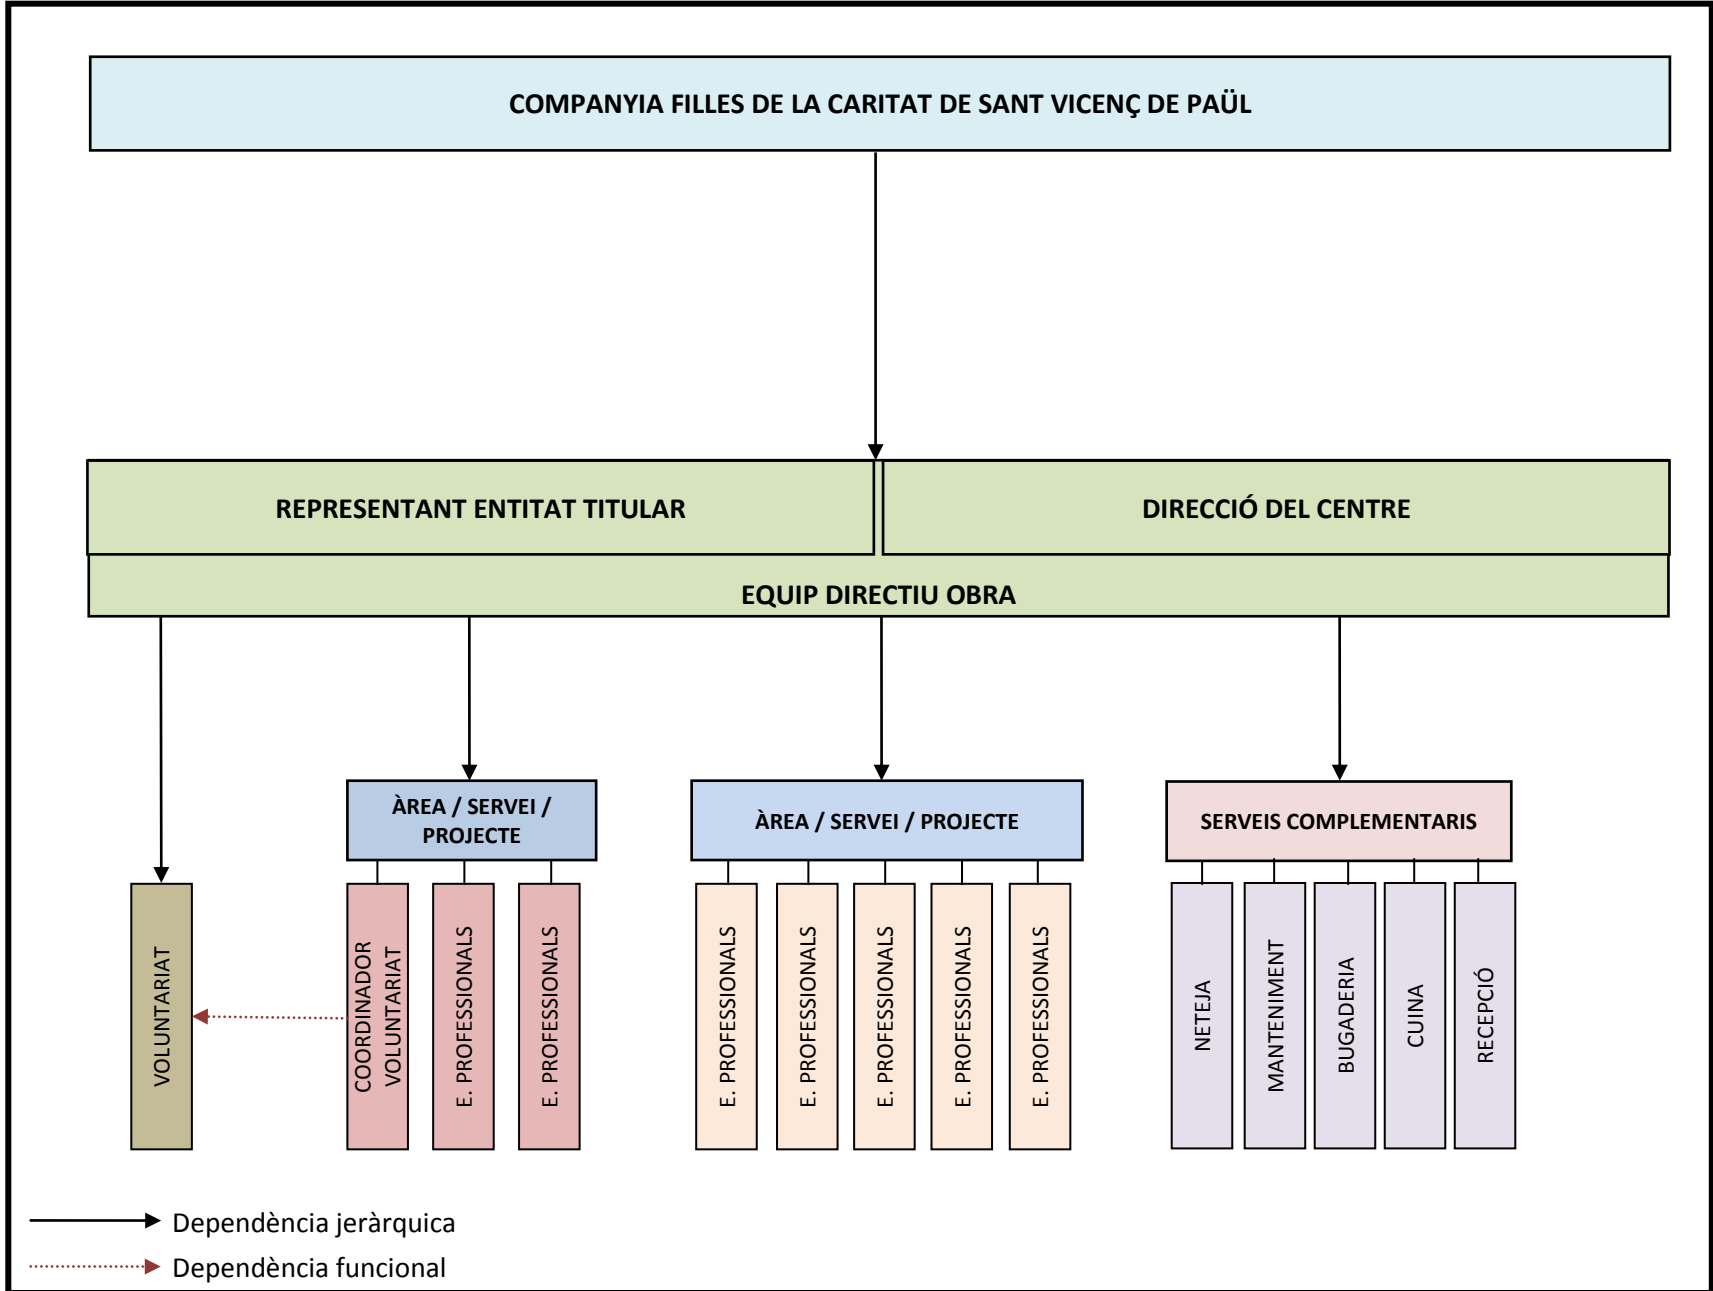 COMPANYIA FILLES DE LA CARITAT DE SANT VICENÇ DE PAÜL
REPRESENTANT ENTITAT TITULAR
DIRECCIÓ DEL CENTRE
EQUIP DIRECTIU OBRA
ÀREA / SERVEI /
PROJECTE
ÀREA / SERVEI / PROJECTE
SERVEIS COMPLEMENTARIS
VOLUNTARIAT
COORDINADOR
VOLUNTARIAT
E. PROFESSIONALS
E. PROFESSIONALS
E. PROFESSIONALS
E. PROFESSIONALS
E. PROFESSIONALS
E. PROFESSIONALS
E. PROFESSIONALS
NETEJA
MANTENIMENT
BUGADERIA
CUINA
RECEPCIÓ
Dependència jeràrquica
Dependència funcional